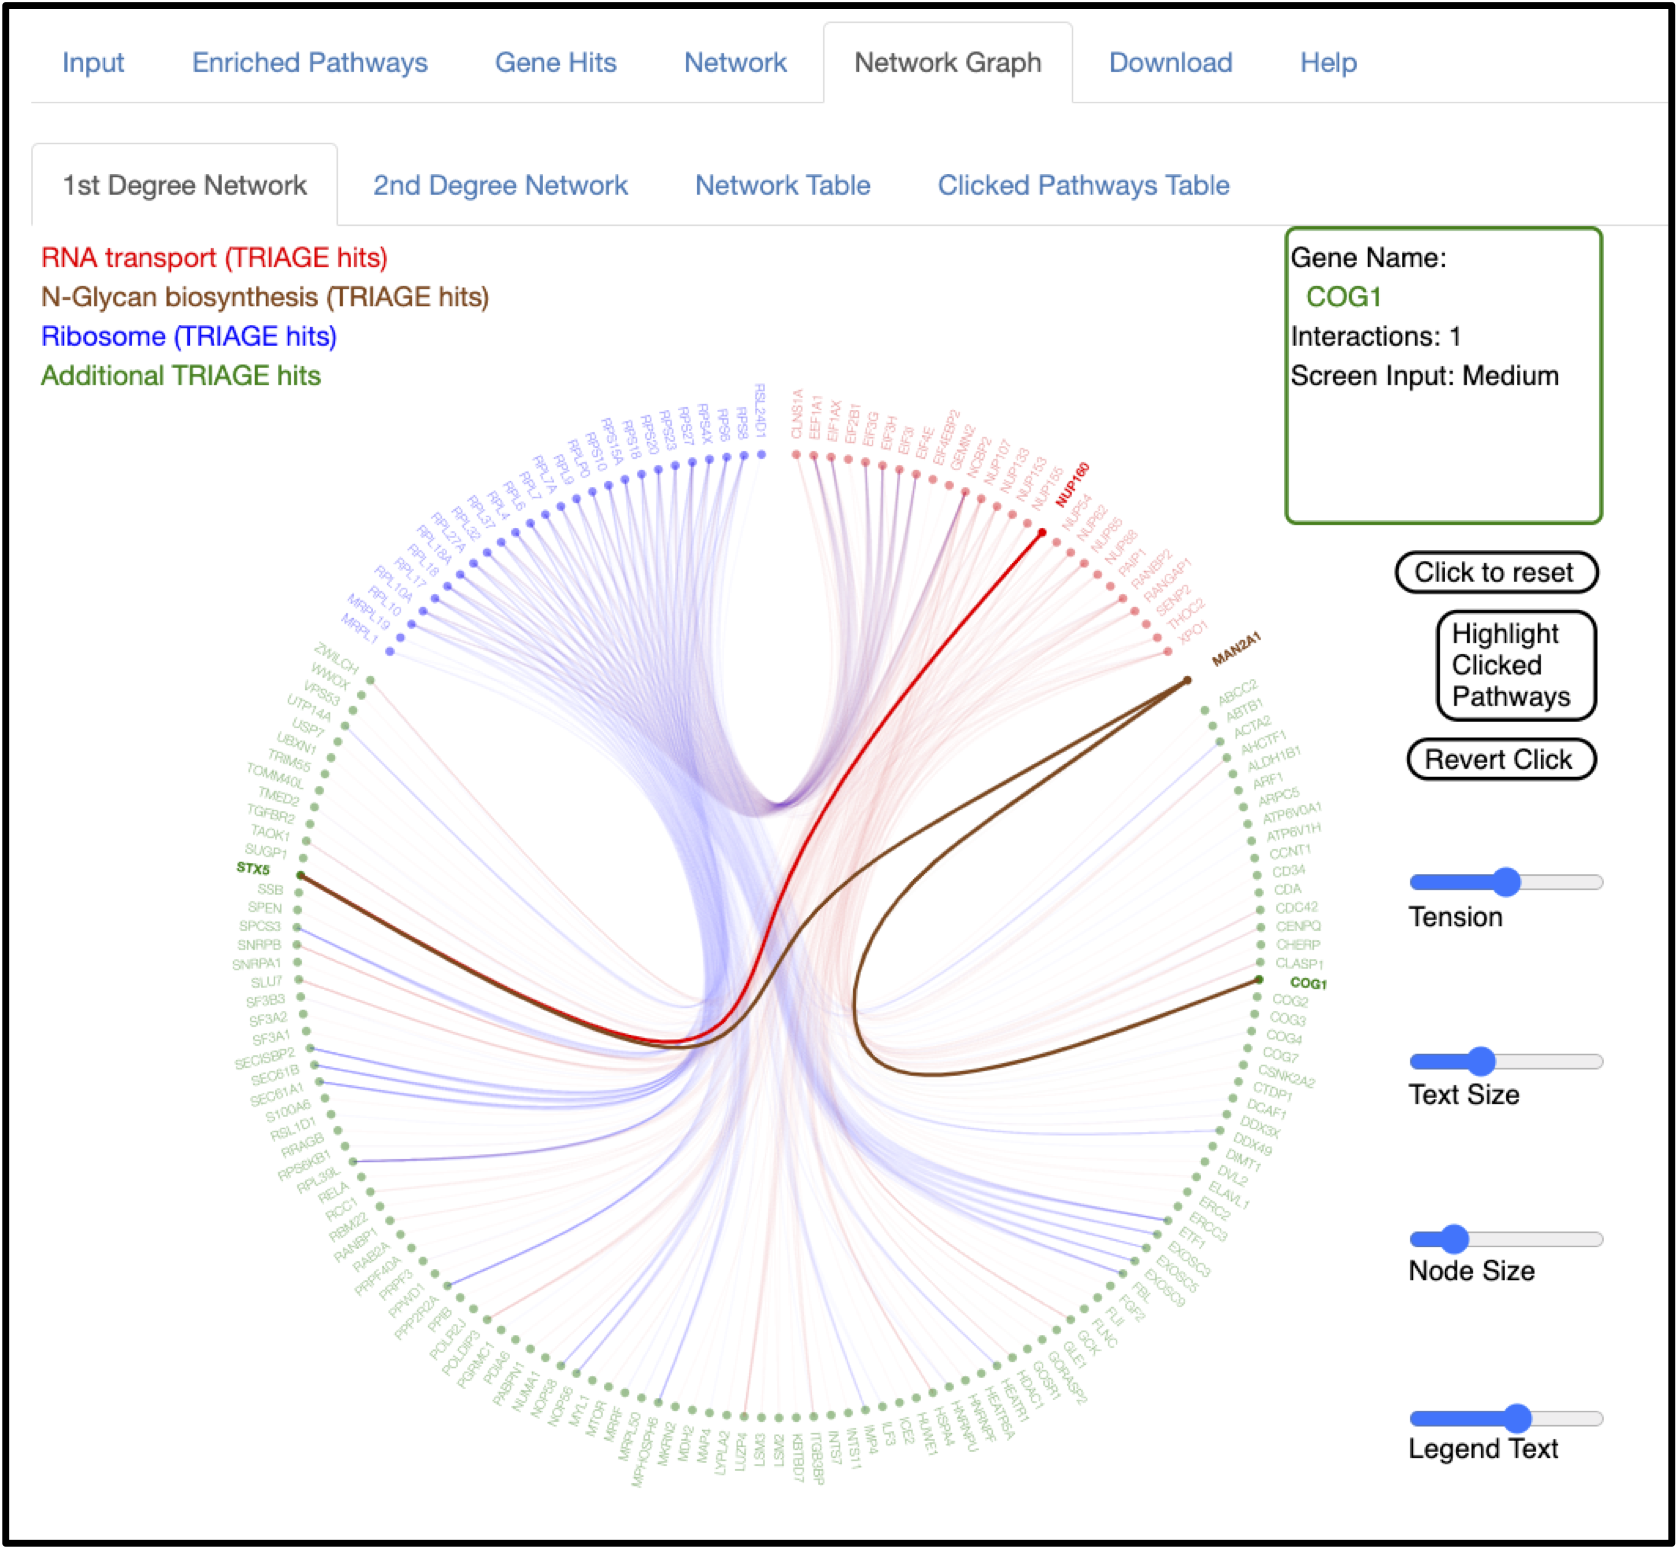 Input Enriched Pathways Gene Hits Network Network Graph Download Help
1st Degree Network 2nd Degree Network Network Table Clicked Pathways Table
RNA transport (TRIAGE hits)
N-Glycan biosynthesis (TRIAGE hits)
Ribosome (TRIAGE hits)
Additional TRIAGE hits
Gene Name:
COG1
Interactions: 1
Screen Input: Medium
Click to reset
Highlight
Clicked
Pathways
Revert Click
Tension
Text Size
Node Size
Legend Text
CLNS1A
EEF1A1
EIF1AX
EIF2B1
EIF3G
EIF3H
EIF3I
EIF4E
EIF4EBP2
GEMIN2
NCBP2
NUP107
NUP133
NUP153
NUP155
NUP160
NUP54
NUP62
NUP85
NUP88
PAIP1
RANBP2
RANGAP1
SENP2
THOC2
XPO1
MAN2A1
ABCC2
ABTB1
ACTA2
AHCTF1
ALDH1B1
ARF1
ARPC5
ATP6V0A1
ATP6V1H
CCNT1
CD34
CDA
CDC42
CENPQ
CHERP
CLASP1
COG1
COG2
COG3
COG4
COG7
CSNK2A2
CTDP1
DCAF1
DDX3X
DDX49
DIMT1
DVL2
ELAVL1
ERC2
ERCC3
ETF1
EXOSC3
EXOSC5
EXOSC9
FBL
FGF2
FLII
FLNC
GCK
GLE1
GORASP2
GOSR1
HDAC1
HEATR1
HEATR5A
HNRNPF
HNRNPU
HSPA4
HUWE1
ICE2
ILF3
IMP4
INTS11
INTS7
ITGB3BP
KBTBD7
LSM2
LSM3
LUZP4
LYPLA2
MAP4
MDH2
MKRN2
MPHOSPH6
MRPL50
MRRF
MTOR
MYL1
NOP56
NOP58
NUMA1
PABPN1
PDIA6
PGRMC1
POLDIP3
POLR2J
PPIB
PPP2R2A
PPWD1
PRPF3
PRPF40A
RAB2A
RANBP1
RBM22
RCC1
RELA
RPL39L
RPS6KB1
RRAGB
RSL1D1
S100A6
SEC61A1
SEC61B
SECISBP2
SF3A1
SF3A2
SF3B3
SLU7
SNRPA1
SNRPB
SPCS3
SPEN
SSB
STX5
SUGP1
TAOK1
TGFBR2
TMED2
TOMM40L
TRIM55
UBXN1
USP7
UTP14A
VPS53
WWOX
ZWILCH
MRPL1
MRPL19
RPL10
RPL10A
RPL17
RPL18
RPL18A
RPL27A
RPL32
RPL37
RPL4
RPL6
RPL7
RPL7A
RPL9
RPLP0
RPS10
RPS15A
RPS18
RPS20
RPS23
RPS27
RPS4X
RPS6
RPS8
RSL24D1